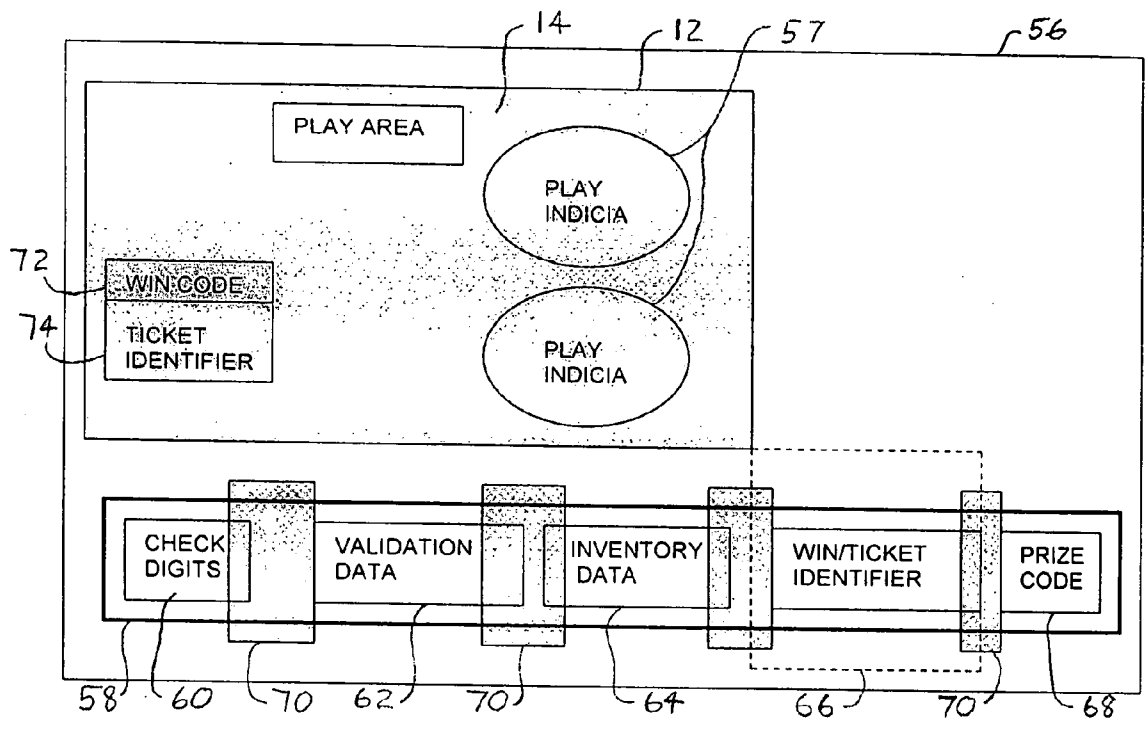 14
12
57
56
PLAY AREA
PLAY
INDICIA
72
WIN CODE
74
TICKET
IDENTIFIER
PLAY
INDICIA
CHECK
DIGITS
VALIDATION
DATA
INVENTORY
DATA
WIN/TICKET
IDENTIFIER
PRIZE
CODE
58
60
70
62
70
64
66
70
68